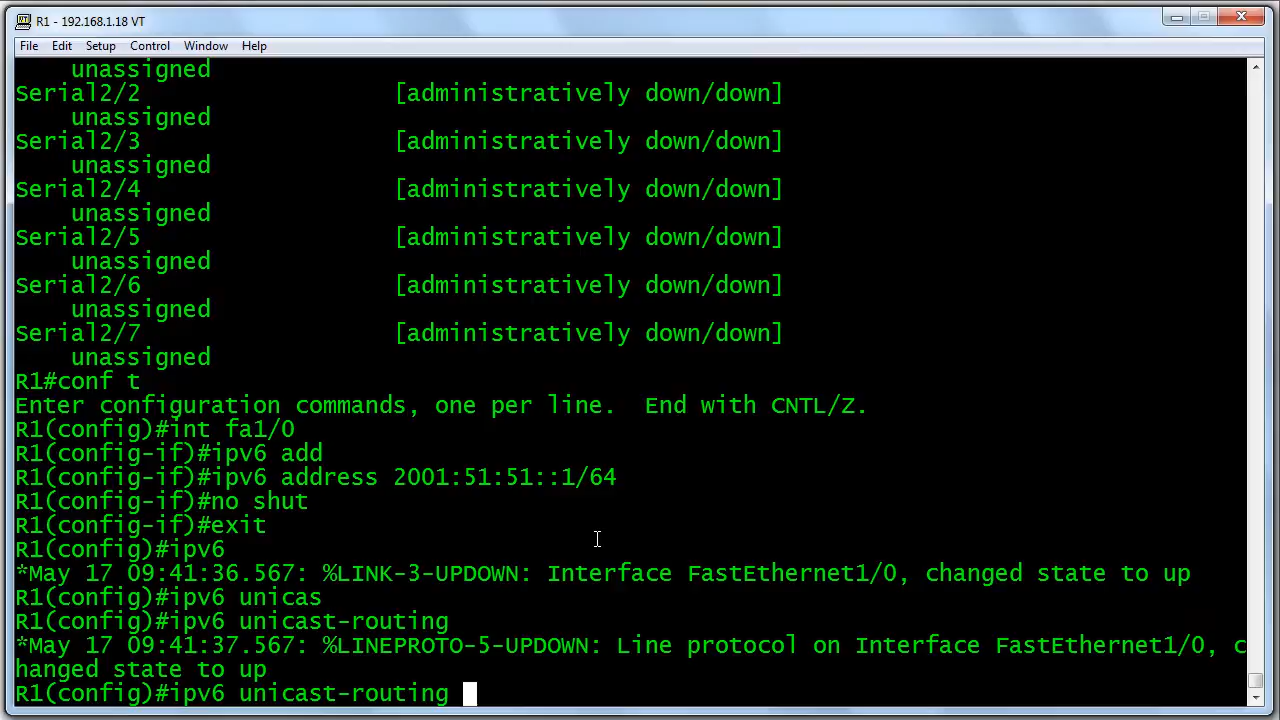 R1 - 192.168.1.18 VT
File Edit Setup Control Window Help
unassigned
Serial2/2 [administratively down/down]
unassigned
Serial2/3 [administratively down/down]
unassigned
Serial2/4 [administratively down/down]
unassigned
Serial2/5 [administratively down/down]
unassigned
Serial2/6 [administratively down/down]
unassigned
Serial2/7 [administratively down/down]
unassigned
R1#conf t
Enter configuration commands, one per line. End with CNTL/Z.
R1(config)#int fa1/0
R1(config-if)#ipv6 add
R1(config-if)#ipv6 address 2001:51:51::1/64
R1(config-if)#no shut
R1(config-if)#exit
R1(config)#ipv6
*May 17 09:41:36.567: %LINK-3-UPDOWN: Interface FastEthernet1/0, changed state to up
R1(config)#ipv6 unicas
R1(config)#ipv6 unicast-routing
*May 17 09:41:37.567: %LINEPROTO-5-UPDOWN: Line protocol on Interface FastEthernet1/0, c
hanged state to up
R1(config)#ipv6 unicast-routing